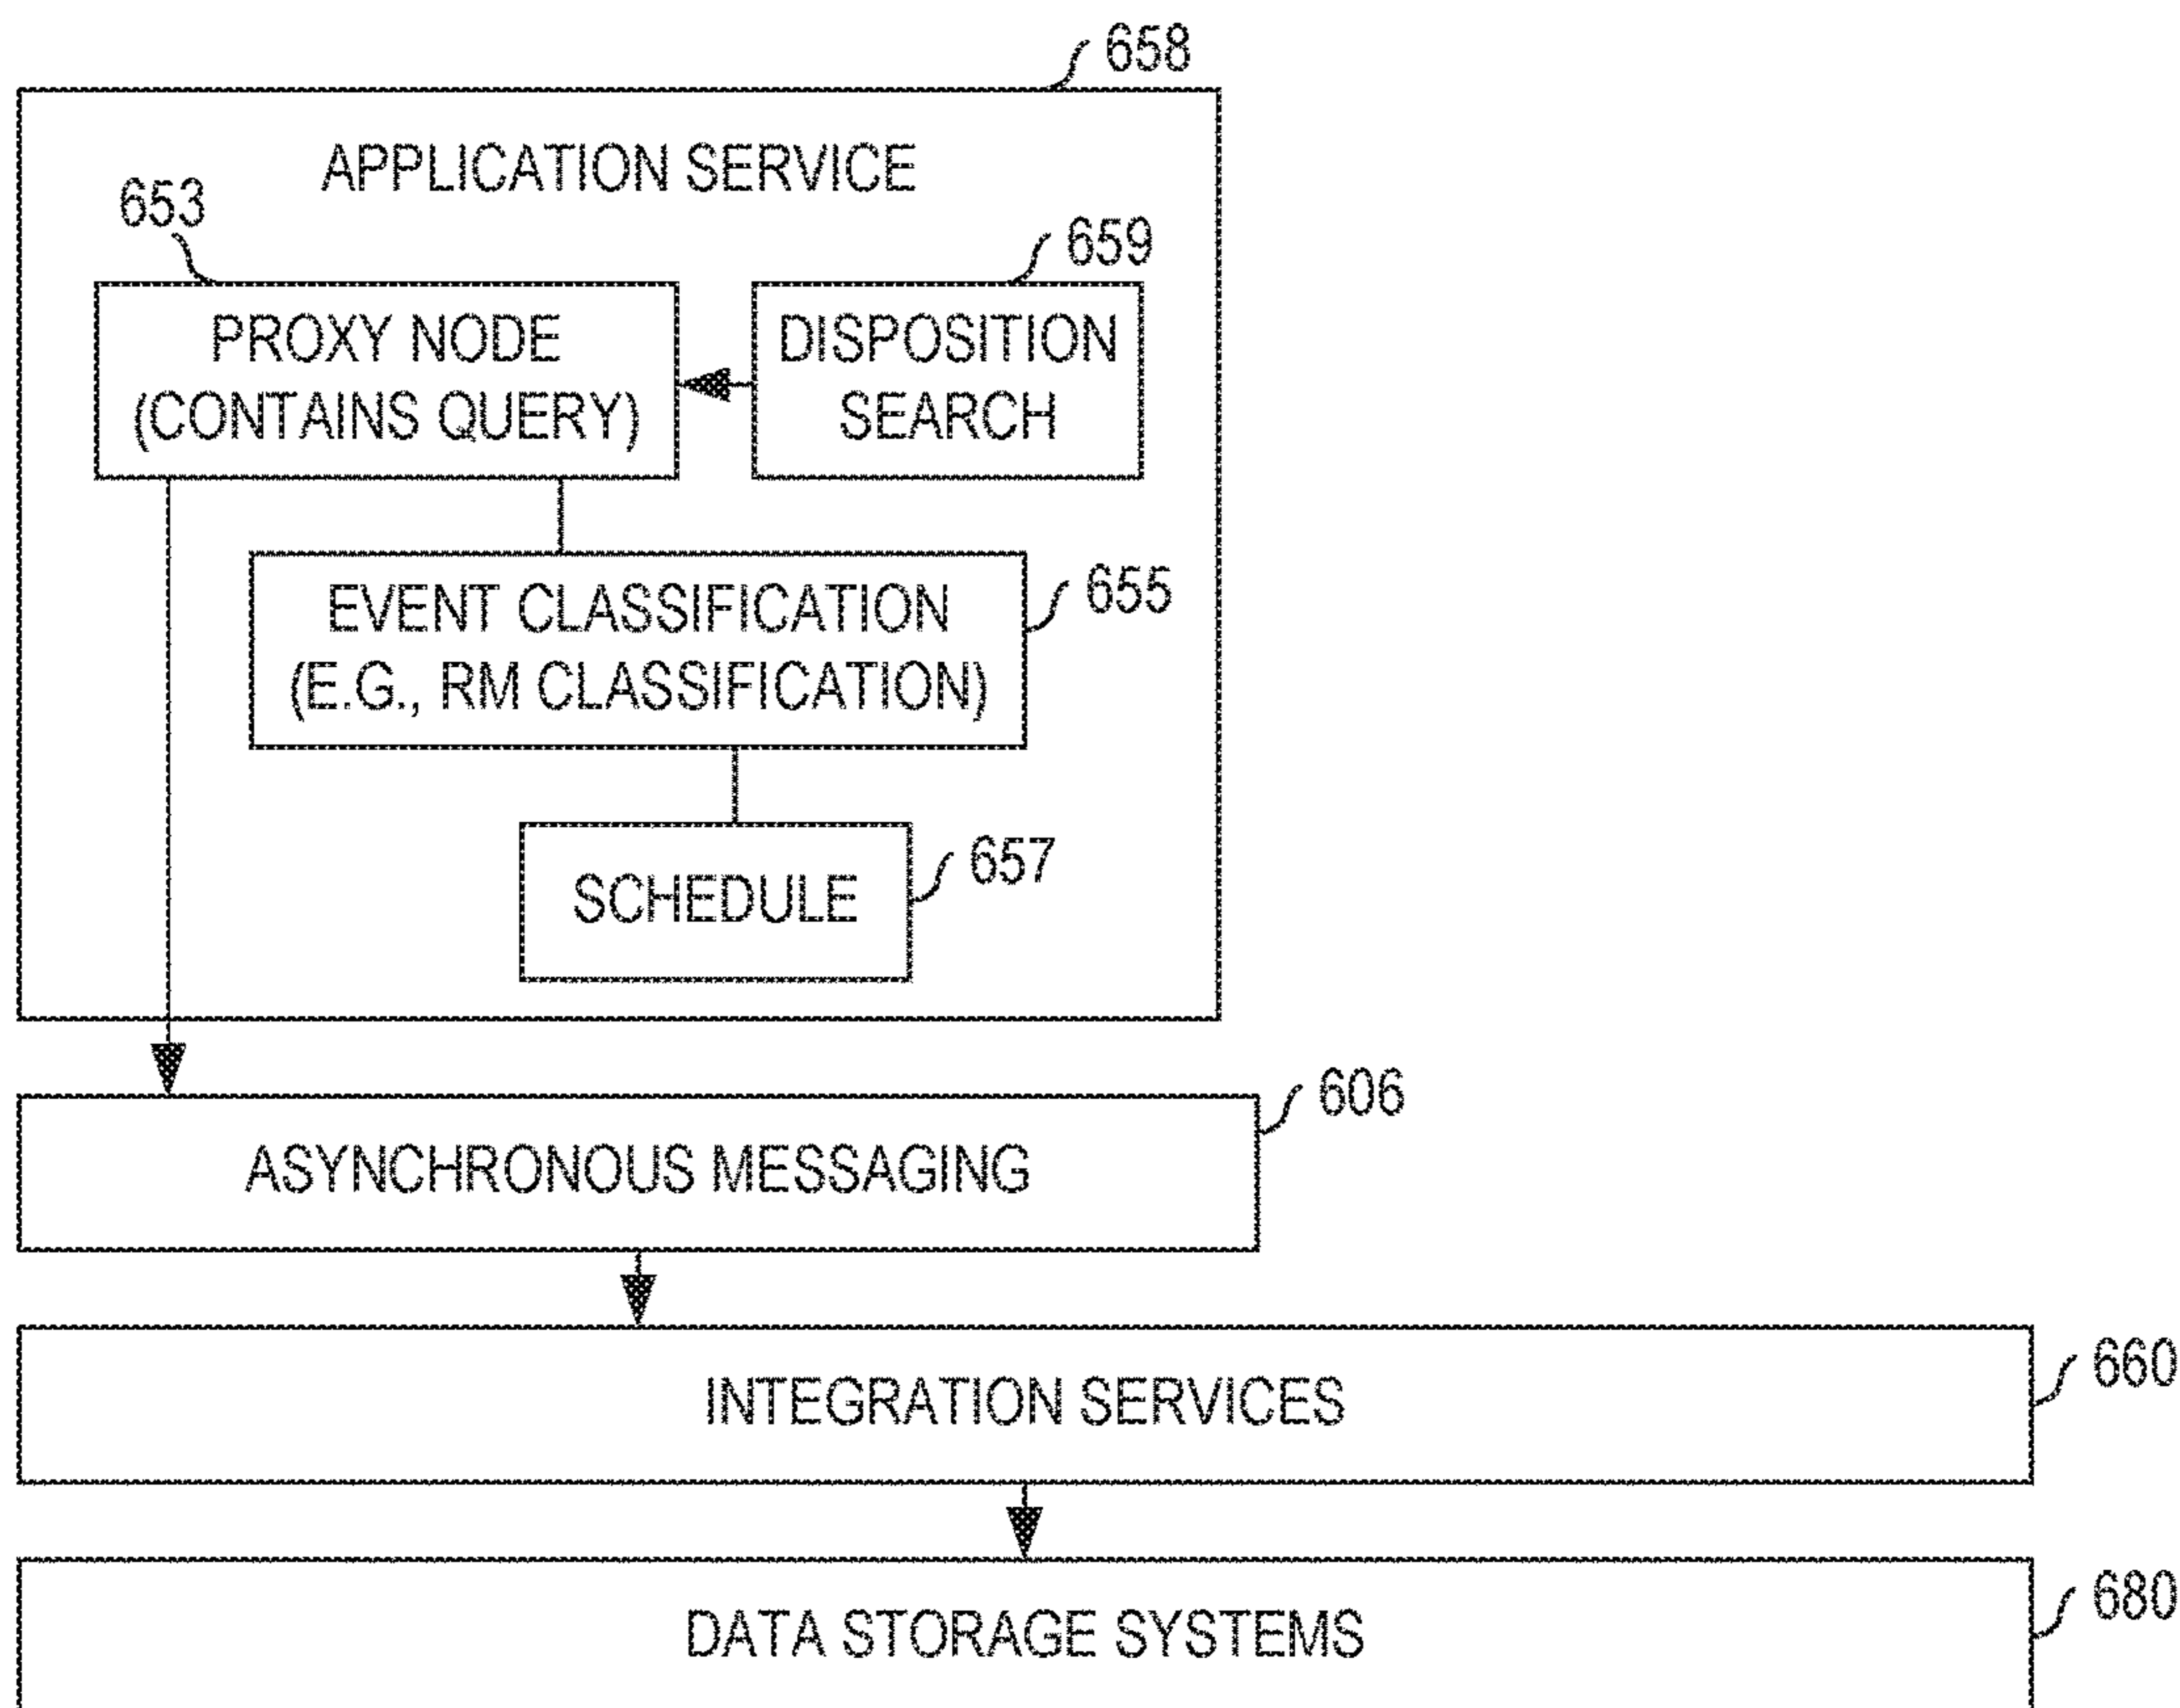 658
APPLICATION SERVICE
653
659
PROXY NODE
(CONTAINS QUERY)
DISPOSITION
SEARCH
EVENT CLASSIFICATION
(E.G., RM CLASSIFICATION)
655
SCHEDULE
657
606
ASYNCHRONOUS MESSAGING
INTEGRATION SERVICES
660
DATA STORAGE SYSTEMS
680